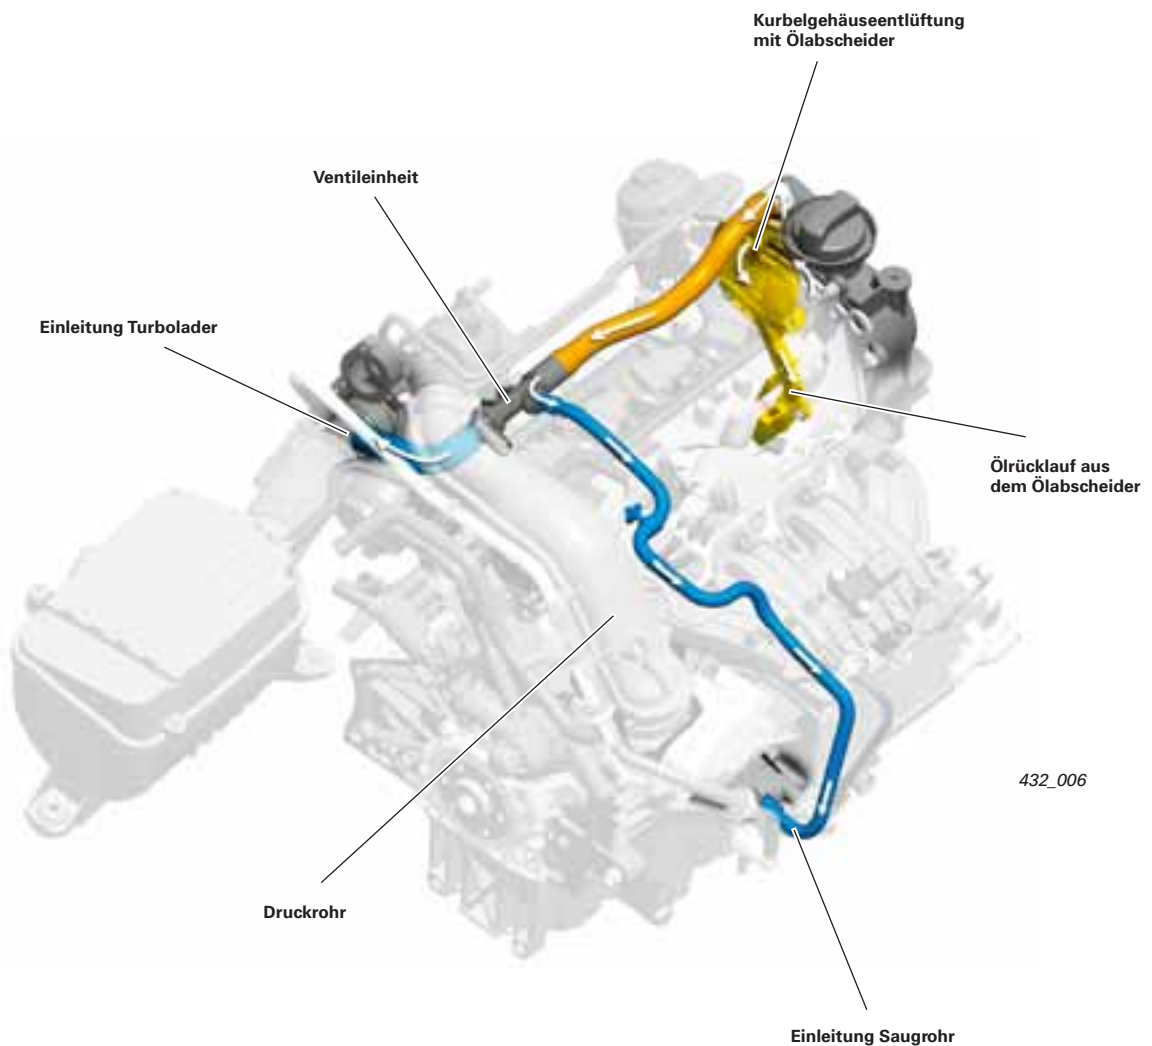 Kurbelgehäuseentlüftung
mit Ölabscheider
Ventileinheit
Einleitung Turbolader
Ölrücklauf aus
dem Ölabscheider
432_006
Druckrohr
Einleitung Saugrohr